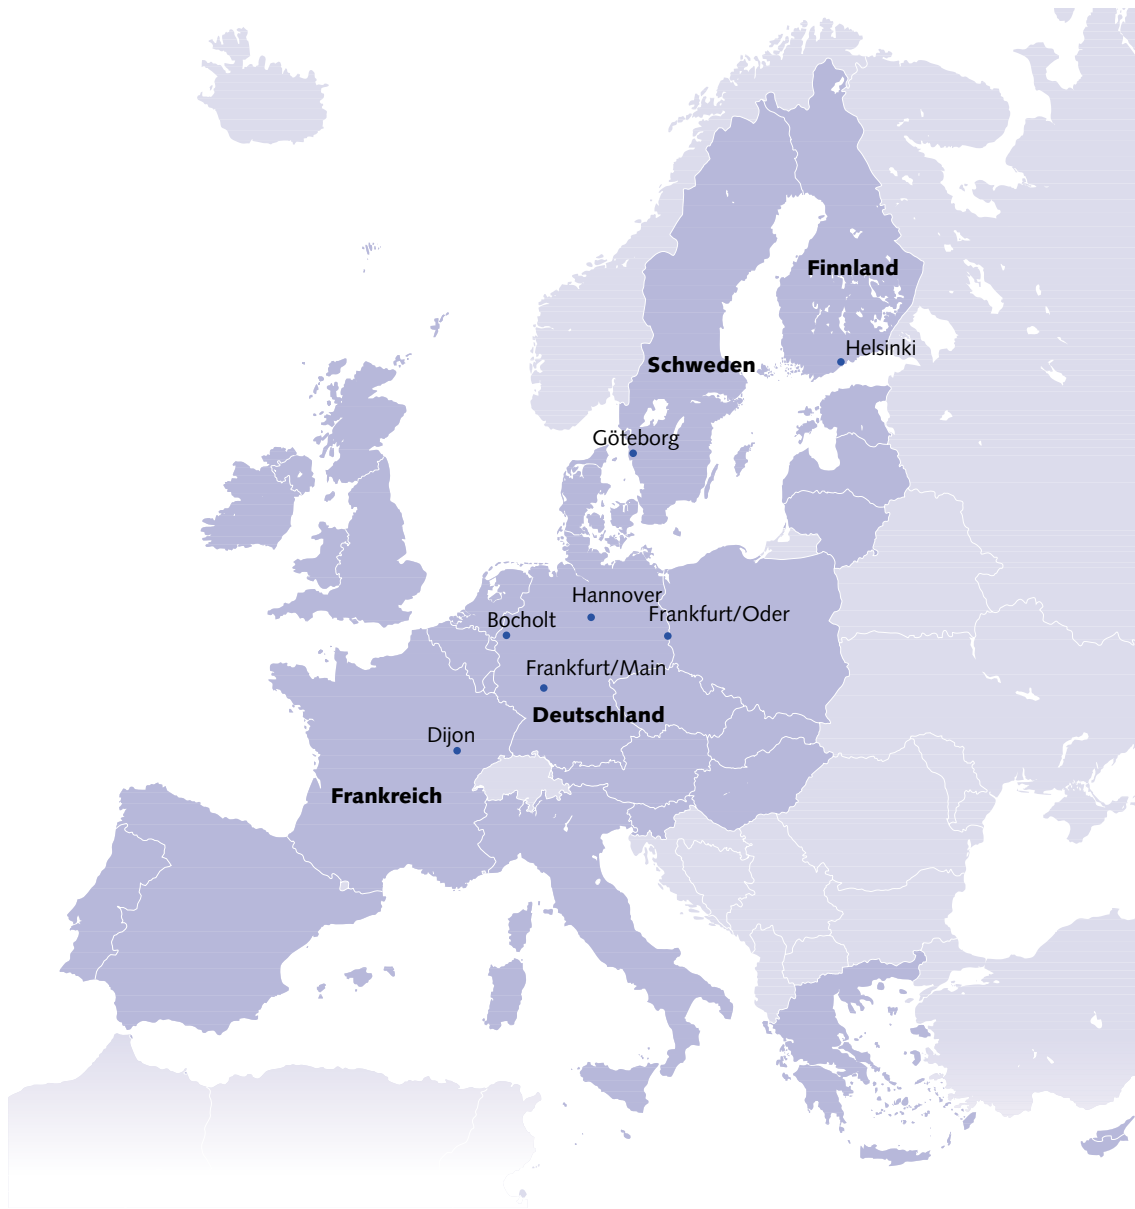 Finnland
Helsinki
Schweden
Göteborg
Hannover
Frankfurt/Oder
Bocholt
Frankfurt/Main
Deutschland
Dijon
Frankreich